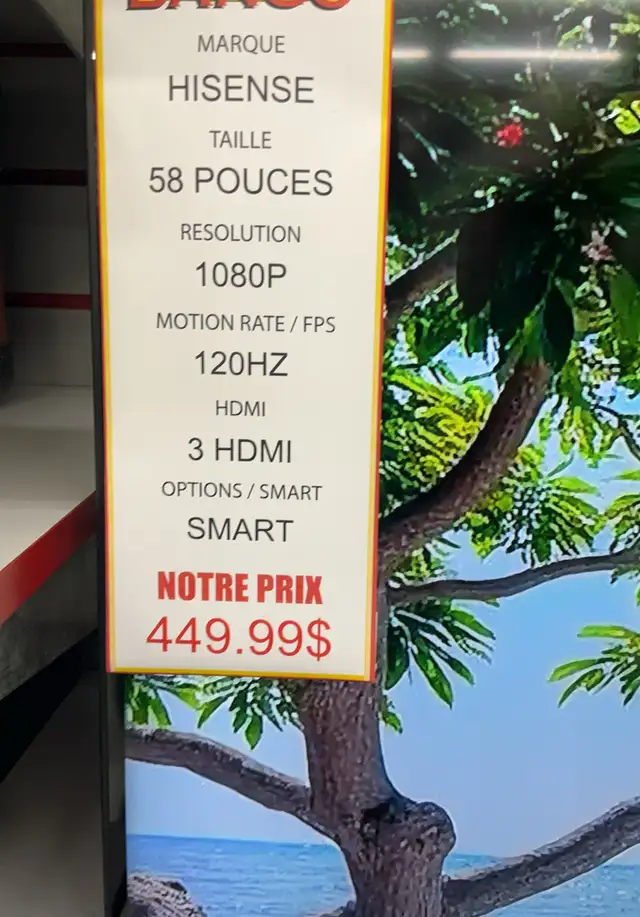 MARQUE
HISENSE
TAILLE
58 POUCES
RESOLUTION
1080P
MOTION RATE / FPS
120HZ
HDMI
3 HDMI
OPTIONS / SMART
SMART
NOTRE PRIX
449.99$